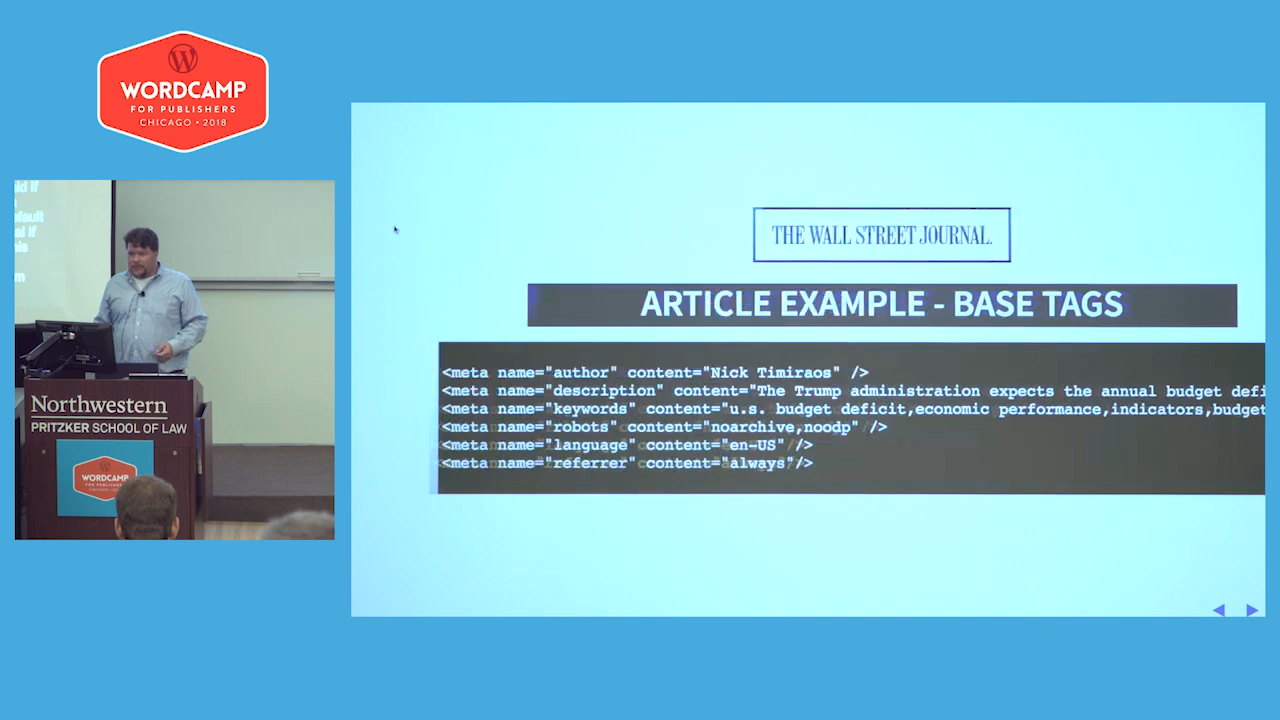 WORDCAMP
FOR PUBLISHERS
CHICAGO • 2018
THE WALL STREET JOURNAL.
ARTICLE EXAMPLE - BASE TAGS
<meta name="author" content="Nick Timiraos" />
<meta name="description" content="The Trump administration expects the annual budget defi
<meta name="keywords" content="u.s. budget deficit,economic performance,indicators,budget
<meta name="robots" content="noarchive,noodp" />
<meta name="language" content="en-US" />
<meta name="referrer" content="always"/>
Northwestern
PRITZKER SCHOOL OF LAW
WORDCAMP
FOR PUBLISHERS